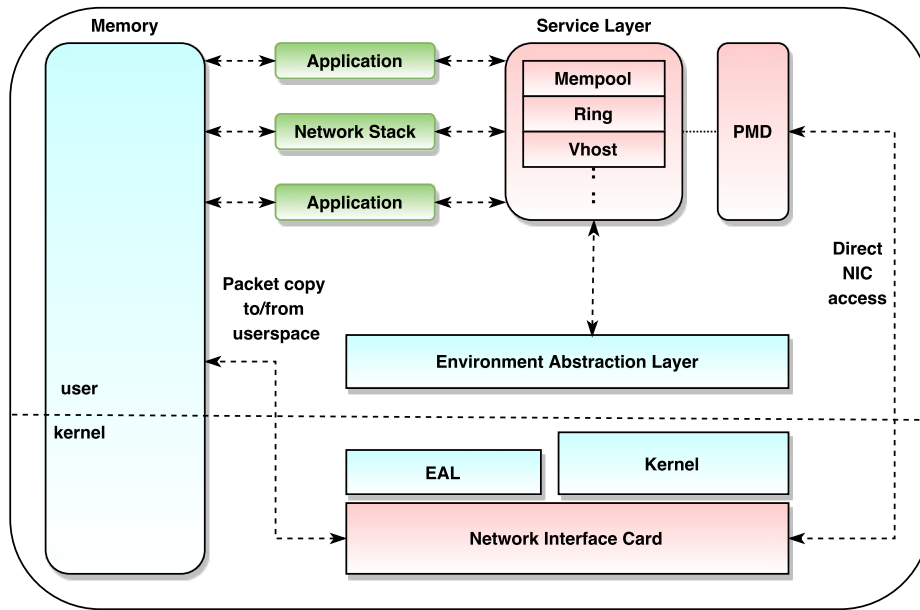 Memory
Service Layer
Application
Network Stack
Application
Mempool
Ring
Vhost
PMD
Direct
NIC
access
Packet copy
to/from
userspace
Environment Abstraction Layer
user
kernel
EAL
Kernel
Network Interface Card